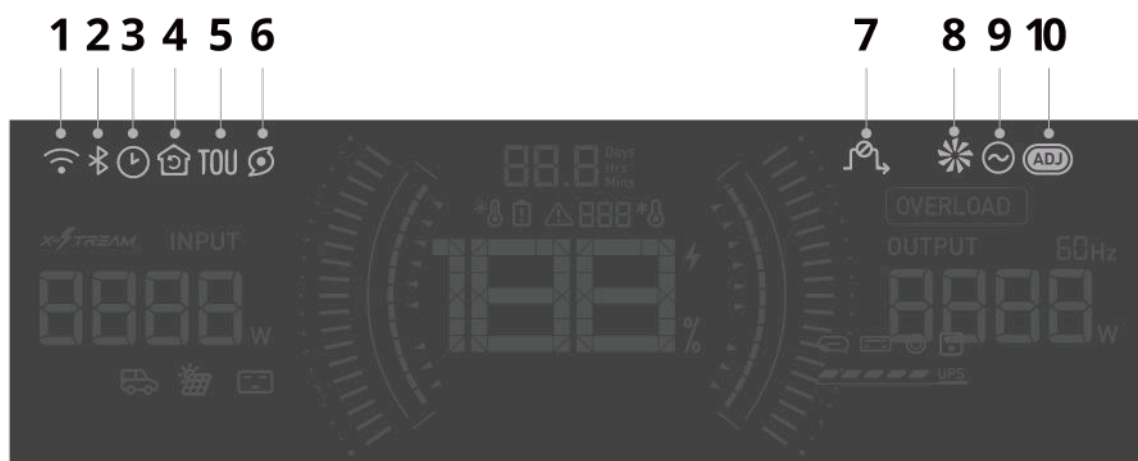 1 2 3 4 5 6 7 8 9 10
TOU ADJ
88.8 Days
Hrs
Mins
OVERLOAD
888
X-STREAM INPUT OUTPUT 60Hz
8888 W 188 % 8888 W
UPS